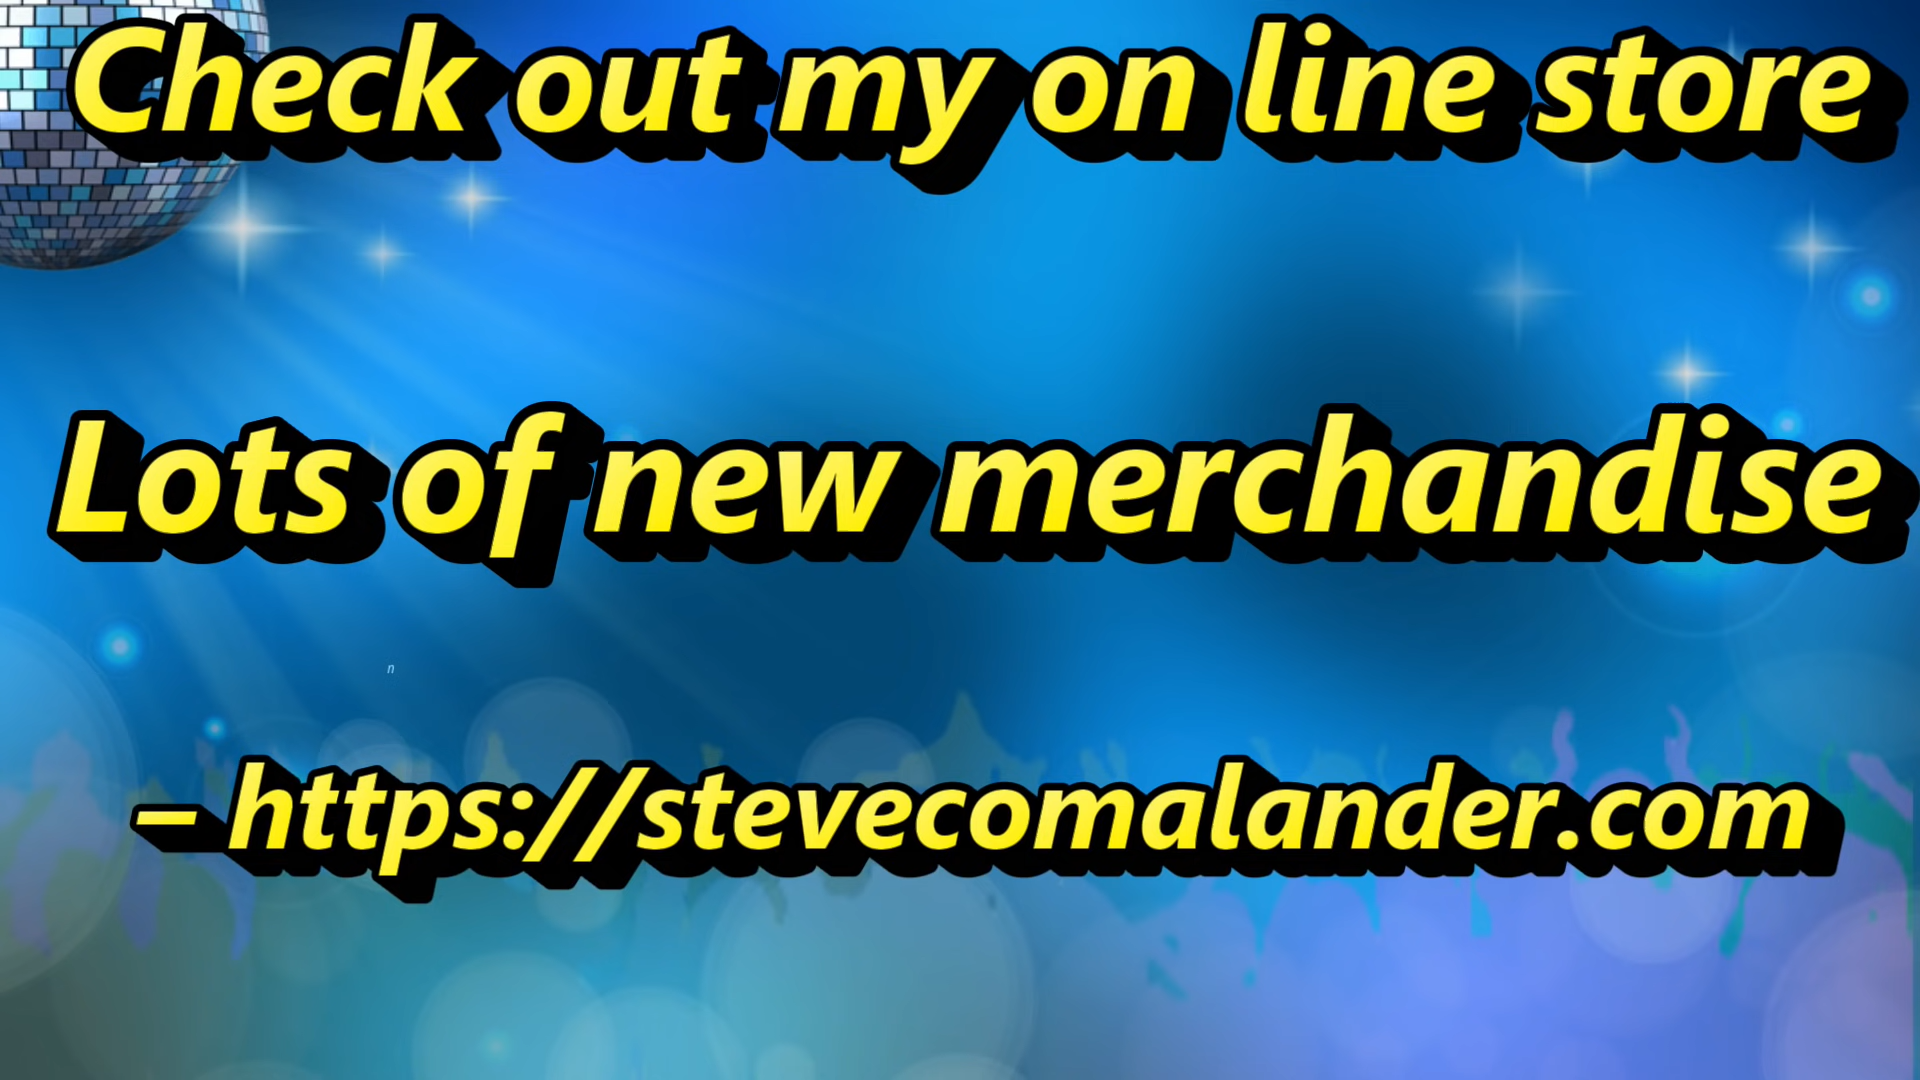 Check out my on line store
Lots of new merchandise
n
– https://stevecomalander.com